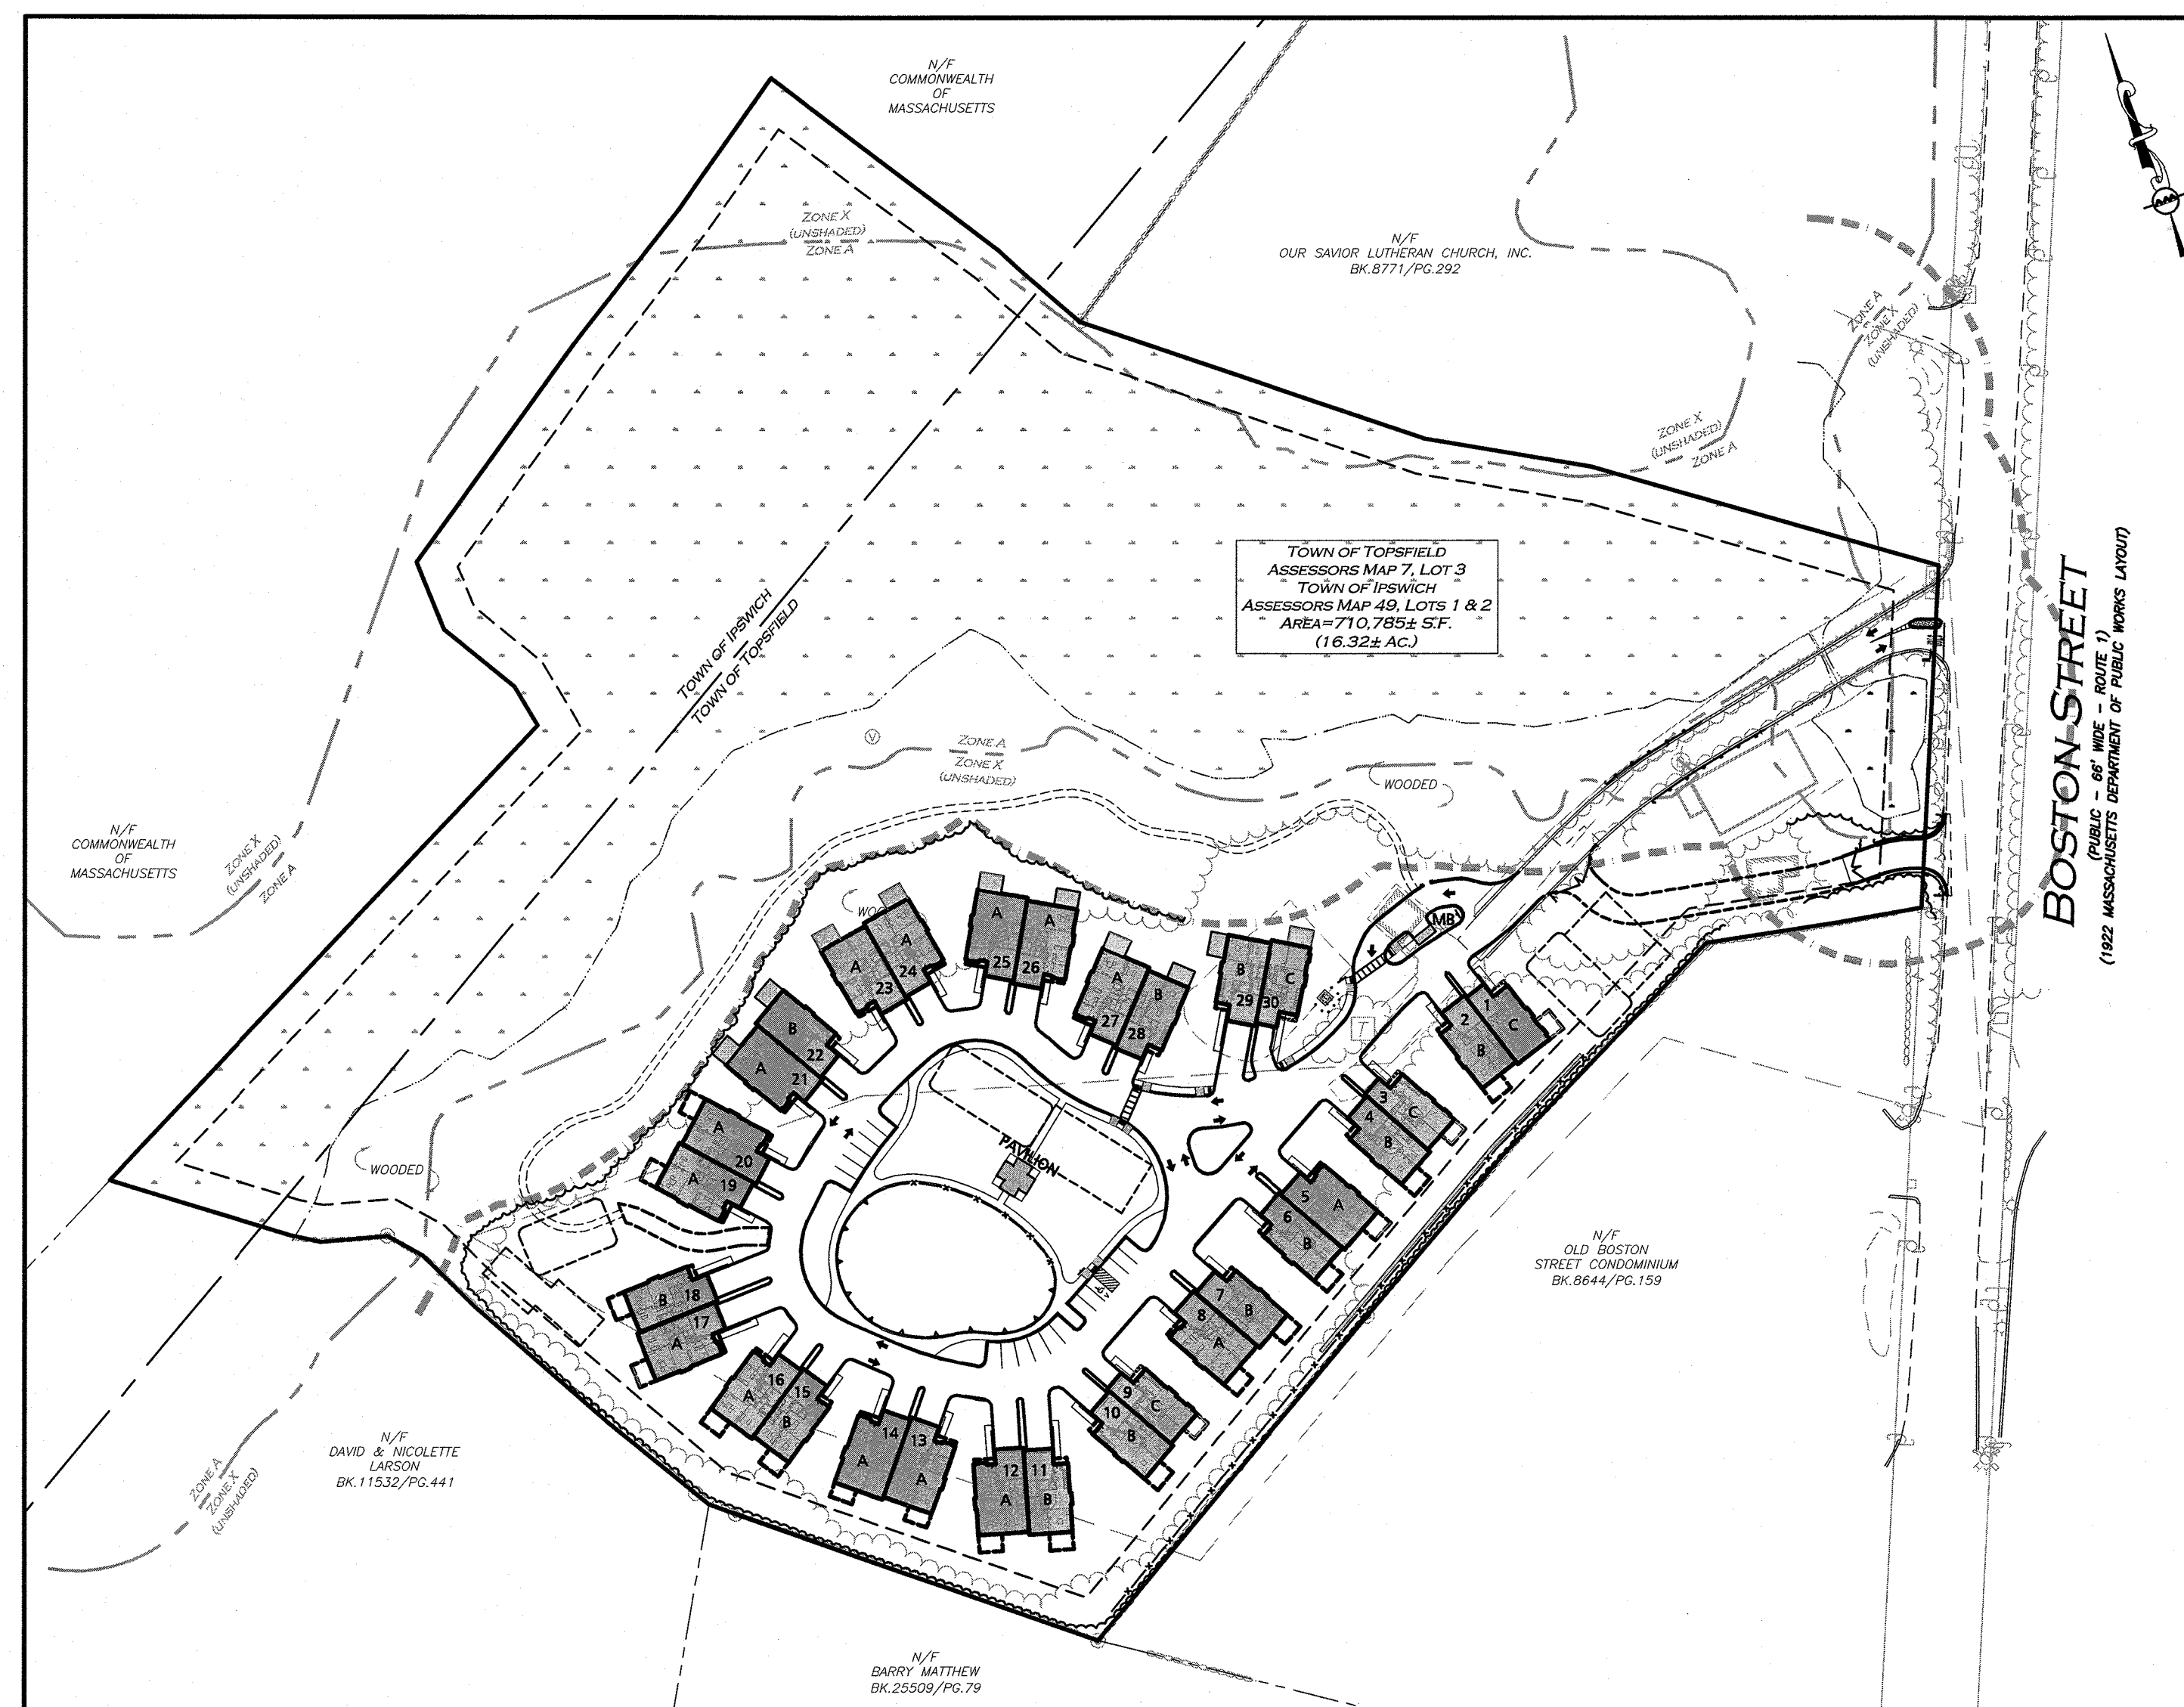 N/F
COMMONWEALTH
OF
MASSACHUSETTS
ZONE X
(UNSHADED)
ZONE A
N/F
OUR SAVIOR LUTHERAN CHURCH, INC.
BK.8771/PG.292
ZONE A
ZONE X
(UNSHADED)
ZONE X
(UNSHADED)
ZONE A
TOWN OF TOPSFIELD
ASSESSORS MAP 7, LOT 3
TOWN OF IPSWICH
ASSESSORS MAP 49, LOTS 1 & 2
AREA=710,785± S.F.
(16.32± AC.)
TOWN OF IPSWICH
TOWN OF TOPSFIELD
BOSTON STREET
(PUBLIC - 66' WIDE - ROUTE 1)
(1922 MASSACHUSETTS DEPARTMENT OF PUBLIC WORKS LAYOUT)
V
ZONE A
ZONE X
(UNSHADED)
WOODED
N/F
COMMONWEALTH
OF
MASSACHUSETTS
ZONE X
(UNSHADED)
ZONE A
MB
A
23
A
24
A
25
A
26
A
27
B
28
B
29
C
30
1
C
2
B
B
22
A
21
3
C
4
B
A
20
A
19
PAVILION
5
A
6
B
WOODED
B
18
A
17
7
B
8
A
A
16
B
15
A
14
A
13
A
12
B
11
9
C
10
B
T
N/F
OLD BOSTON
STREET CONDOMINIUM
BK.8644/PG.159
N/F
DAVID & NICOLETTE
LARSON
BK.11532/PG.441
ZONE A
ZONE X
(UNSHADED)
N/F
BARRY MATTHEW
BK.25509/PG.79